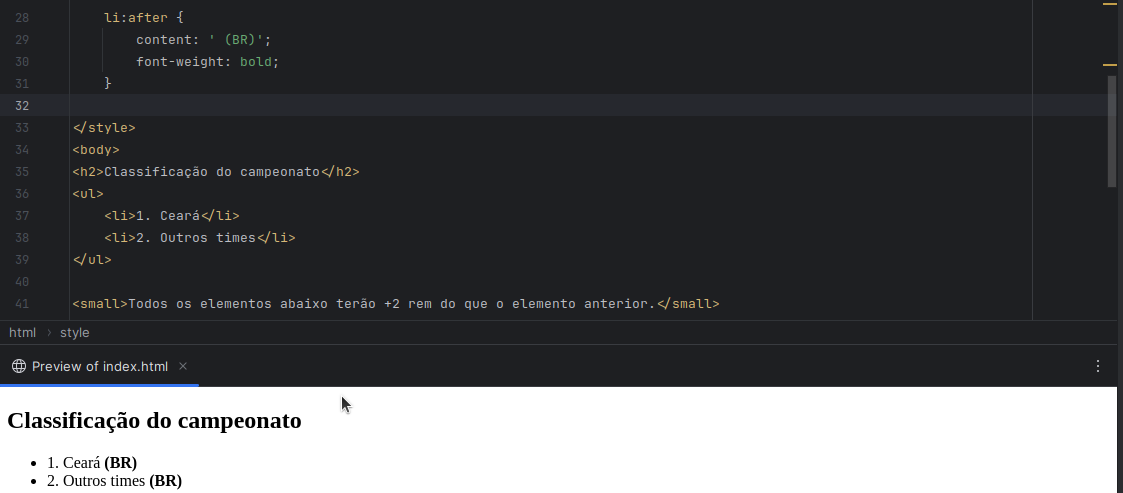 28 li:after {
29 content: ' (BR)';
30 font-weight: bold;
31 }
32
33 </style>
34 <body>
35 <h2>Classificação do campeonato</h2>
36 <ul>
37 <li>1. Ceará</li>
38 <li>2. Outros times</li>
39 </ul>
40
41 <small>Todos os elementos abaixo terão +2 rem do que o elemento anterior.</small>
html › style
Preview of index.html ×
Classificação do campeonato
• 1. Ceará (BR)
• 2. Outros times (BR)